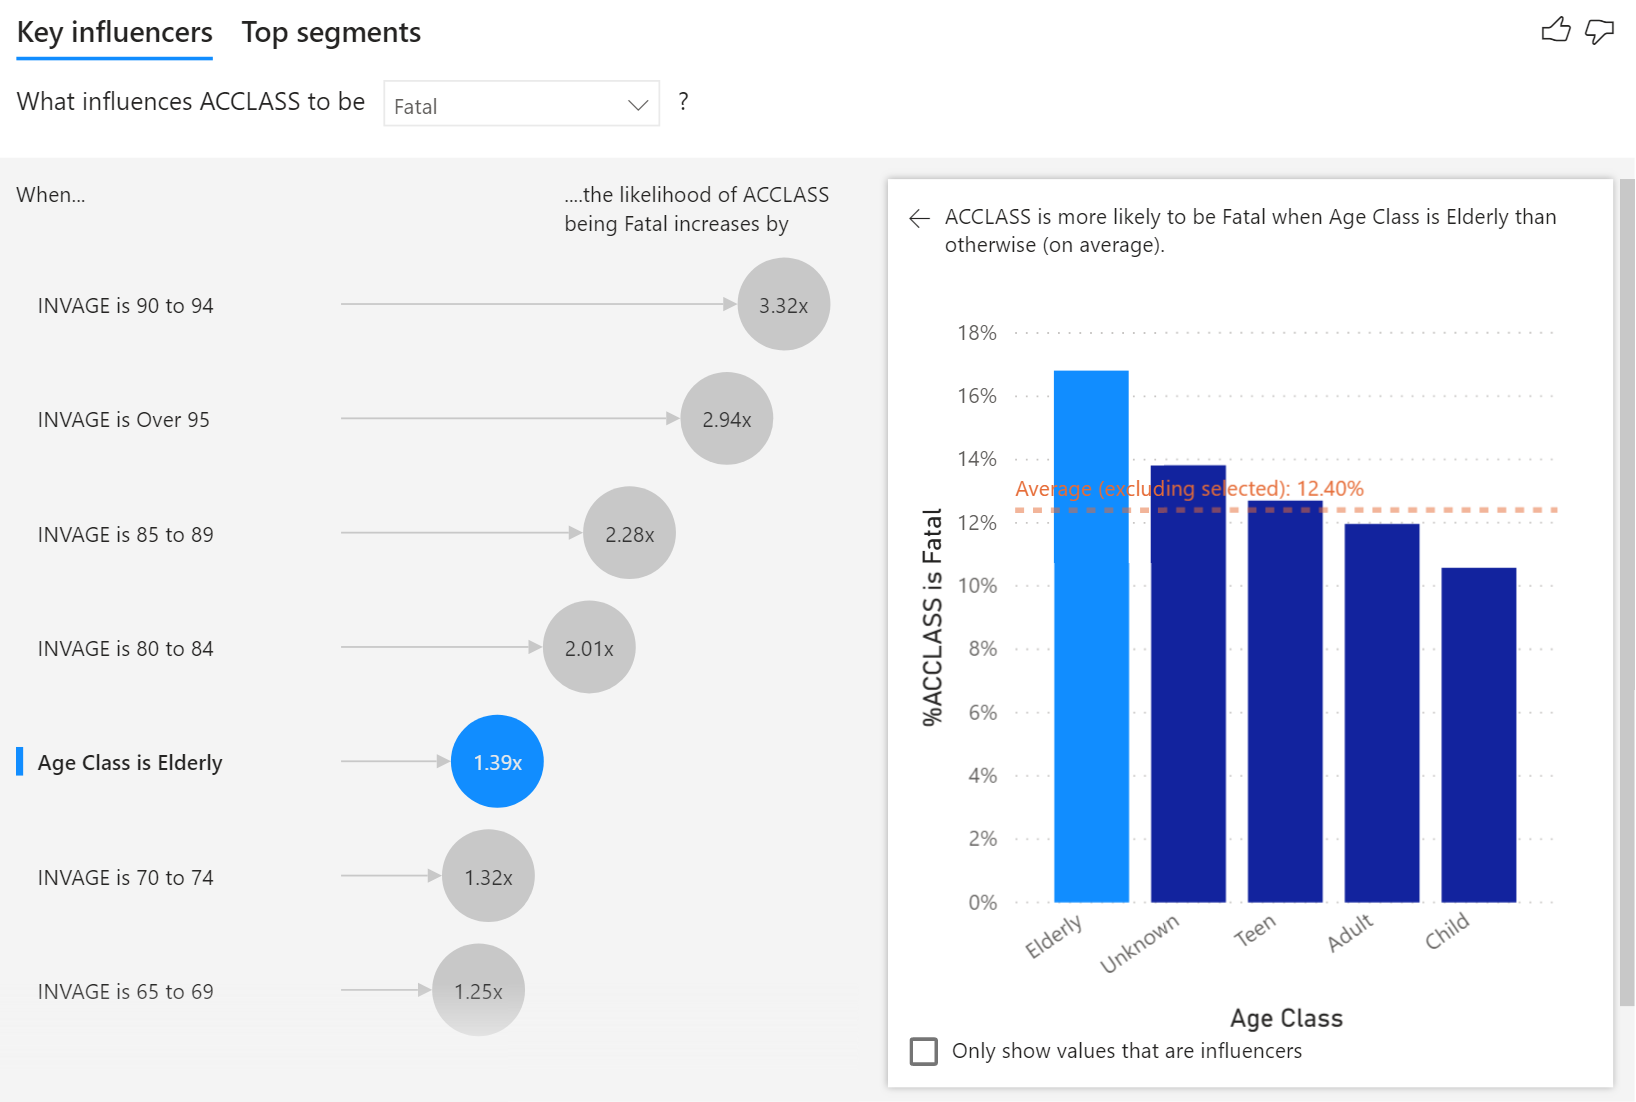 Key influencers
Top segments
What influences ACCLASS to be
Fatal
?
When...
....the likelihood of ACCLASS
being Fatal increases by
INVAGE is 90 to 94
3.32x
INVAGE is Over 95
2.94x
INVAGE is 85 to 89
2.28x
INVAGE is 80 to 84
2.01x
Age Class is Elderly
1.39x
INVAGE is 70 to 74
1.32x
INVAGE is 65 to 69
1.25x
ACCLASS is more likely to be Fatal when Age Class is Elderly than
otherwise (on average).
%ACCLASS is Fatal
18%
16%
14%
Average (excluding selected): 12.40%
12%
10%
8%
6%
4%
2%
0%
Elderly
Unknown
Teen
Adult
Child
Age Class
Only show values that are influencers